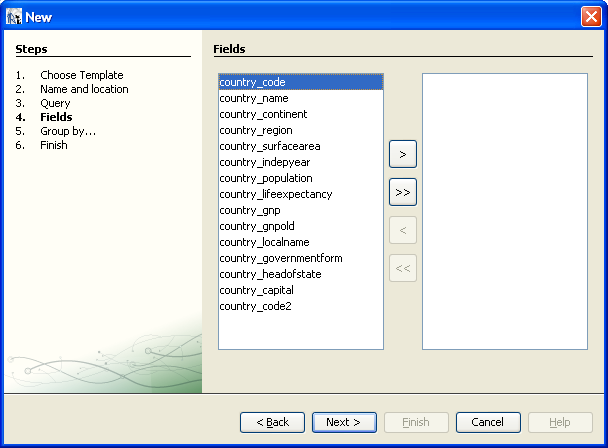 New
Steps
1. Choose Template
2. Name and location
3. Query
4. Fields
5. Group by...
6. Finish
Fields
country_code
country_name
country_continent
country_region
country_surfacearea
country_indepyear
country_population
country_lifeexpectancy
country_gnp
country_gnpold
country_localname
country_governmentform
country_headofstate
country_capital
country_code2
>
>>
<
<<
< Back
Next >
Finish
Cancel
Help